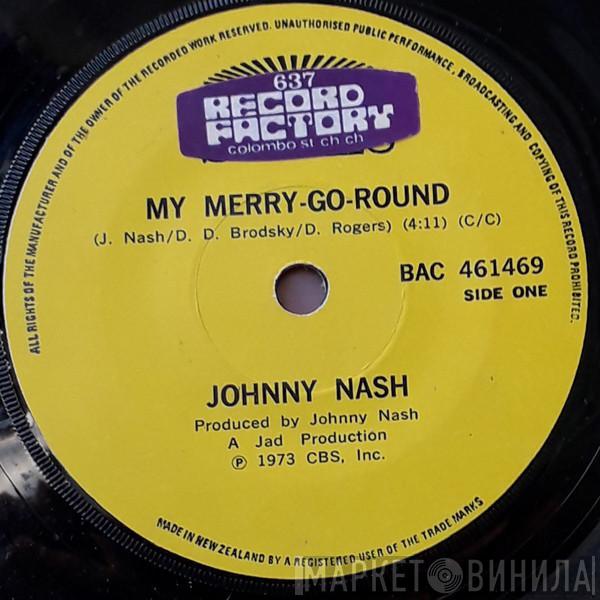 ALL RIGHTS OF THE MANUFACTURER AND OF THE OWNER OF THE RECORDED WORK RESERVED. UNAUTHORISED PUBLIC PERFORMANCE, BROADCASTING AND COPYING OF THIS RECORD PROHIBITED.
637
RECORD
FACTORY
colombo st ch ch
MY MERRY-GO-ROUND
(J. Nash/D. D. Brodsky/D. Rogers) (4:11) (C/C)
BAC 461469
SIDE ONE
JOHNNY NASH
Produced by Johnny Nash
A Jad Production
℗ 1973 CBS, Inc.
MADE IN NEW ZEALAND BY A REGISTERED USER OF THE TRADE MARKS
МАРКЕТ ВИНИЛА